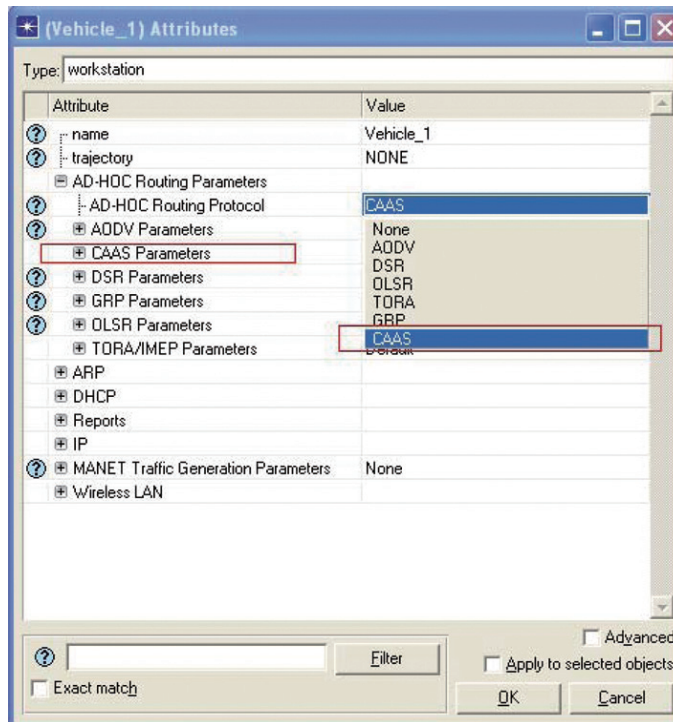 (Vehicle_1) Attributes
Type: workstation
Attribute Value
name Vehicle_1
trajectory NONE
AD-HOC Routing Parameters
AD-HOC Routing Protocol CAAS
AODV Parameters None
AODV
CAAS Parameters DSR
DSR Parameters OLSR
GRP Parameters TORA
OLSR Parameters GRP
CAAS
TORA/IMEP Parameters Default
ARP
DHCP
Reports
IP
MANET Traffic Generation Parameters None
Wireless LAN
Advanced
Filter Apply to selected objects
Exact match OK Cancel